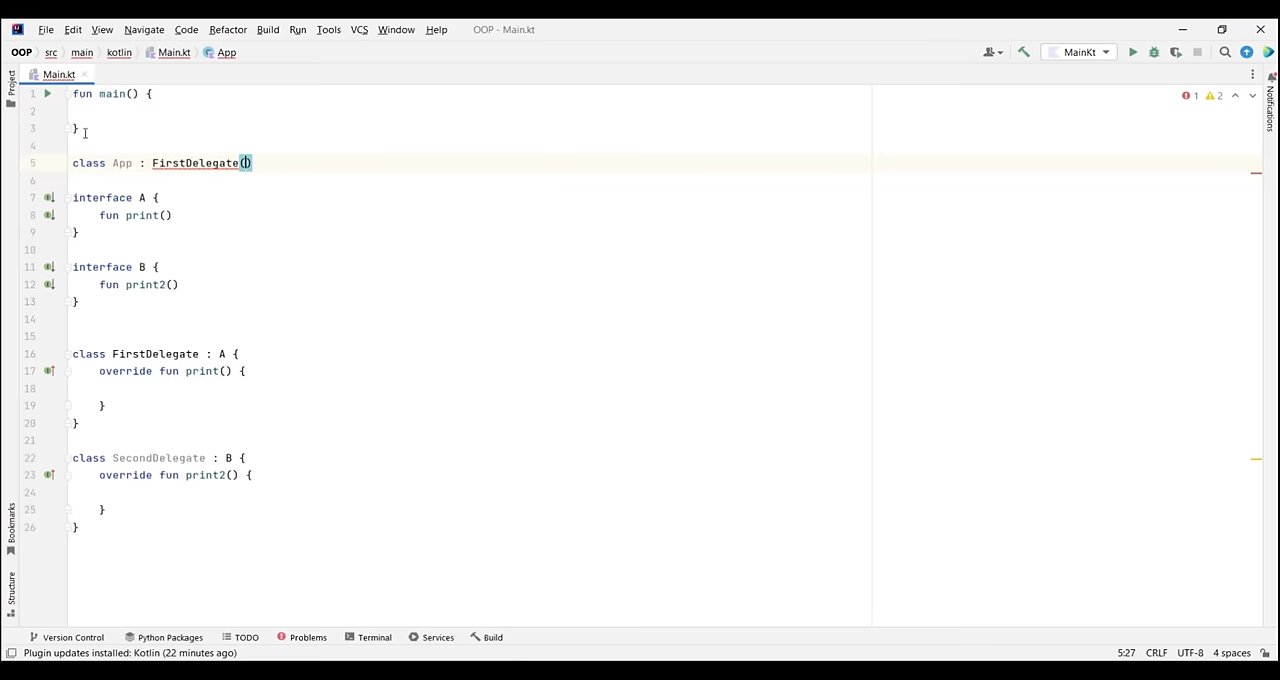 File Edit View Navigate Code Refactor Build Run Tools VCS Window Help OOP - Main.kt
OOP src main kotlin Main.kt App MainKt
Project Main.kt
1 fun main() { 1 2
2
3 }
4
5 class App : FirstDelegate()
6
7 interface A {
8 fun print()
9 }
10
11 interface B {
12 fun print2()
13 }
14
15
16 class FirstDelegate : A {
17 override fun print() {
18
19 }
20 }
21
22 class SecondDelegate : B {
23 override fun print2() {
24
25 }
26 }
Notifications
Bookmarks
Structure
Version Control Python Packages TODO Problems Terminal Services Build
Plugin updates installed: Kotlin (22 minutes ago) 5:27 CRLF UTF-8 4 spaces